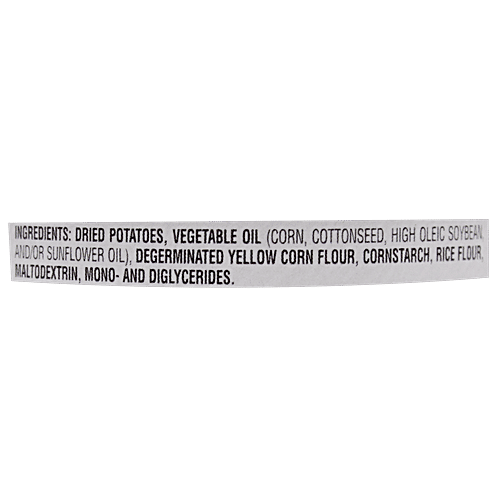 INGREDIENTS: DRIED POTATOES, VEGETABLE OIL (CORN, COTTONSEED, HIGH OLEIC SOYBEAN,
AND/OR SUNFLOWER OIL), DEGERMINATED YELLOW CORN FLOUR, CORNSTARCH, RICE FLOUR,
MALTODEXTRIN, MONO- AND DIGLYCERIDES.